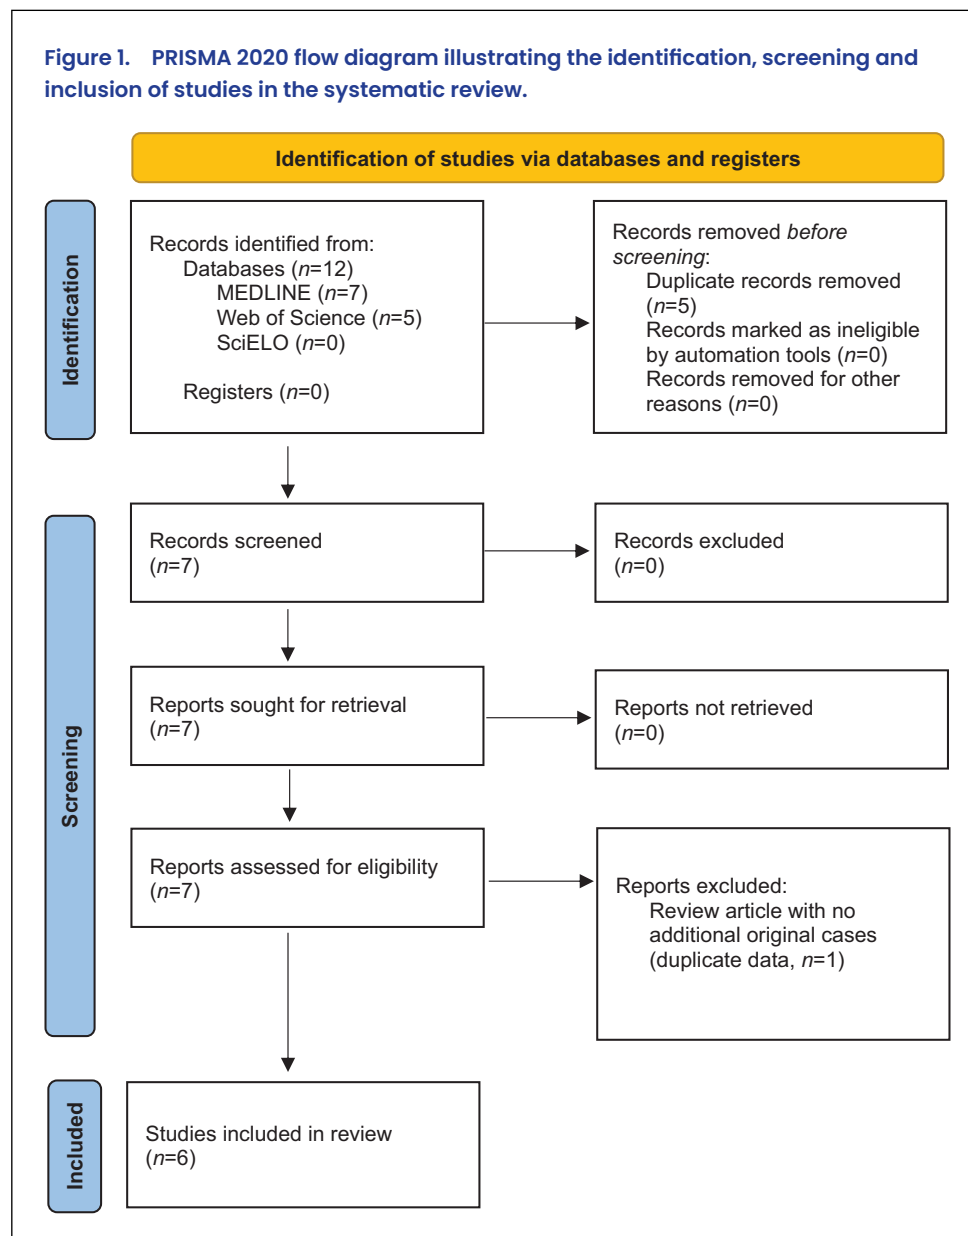 Figure 1. PRISMA 2020 flow diagram illustrating the identification, screening and
inclusion of studies in the systematic review.
Identification of studies via databases and registers
Identification
Records identified from:
Databases (n=12)
MEDLINE (n=7)
Web of Science (n=5)
SciELO (n=0)
Registers (n=0)
Records removed before
screening:
Duplicate records removed
(n=5)
Records marked as ineligible
by automation tools (n=0)
Records removed for other
reasons (n=0)
Screening
Records screened
(n=7)
Records excluded
(n=0)
Reports sought for retrieval
(n=7)
Reports not retrieved
(n=0)
Reports assessed for eligibility
(n=7)
Reports excluded:
Review article with no
additional original cases
(duplicate data, n=1)
Included
Studies included in review
(n=6)